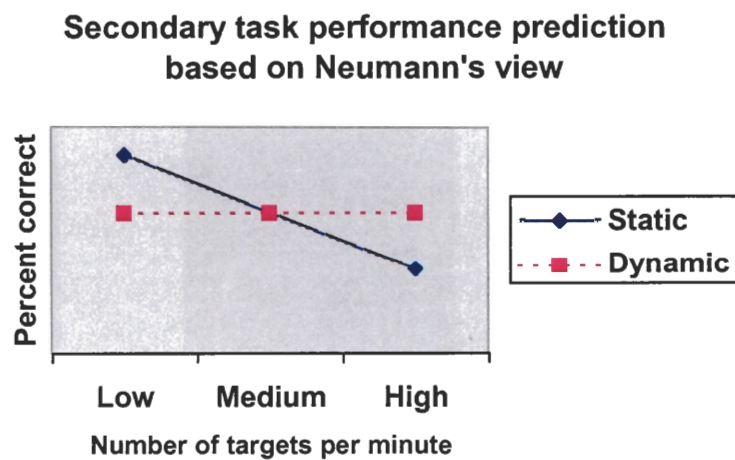 Secondary task performance prediction
based on Neumann's view
Percent correct
Static
Dynamic
Low Medium High
Number of targets per minute